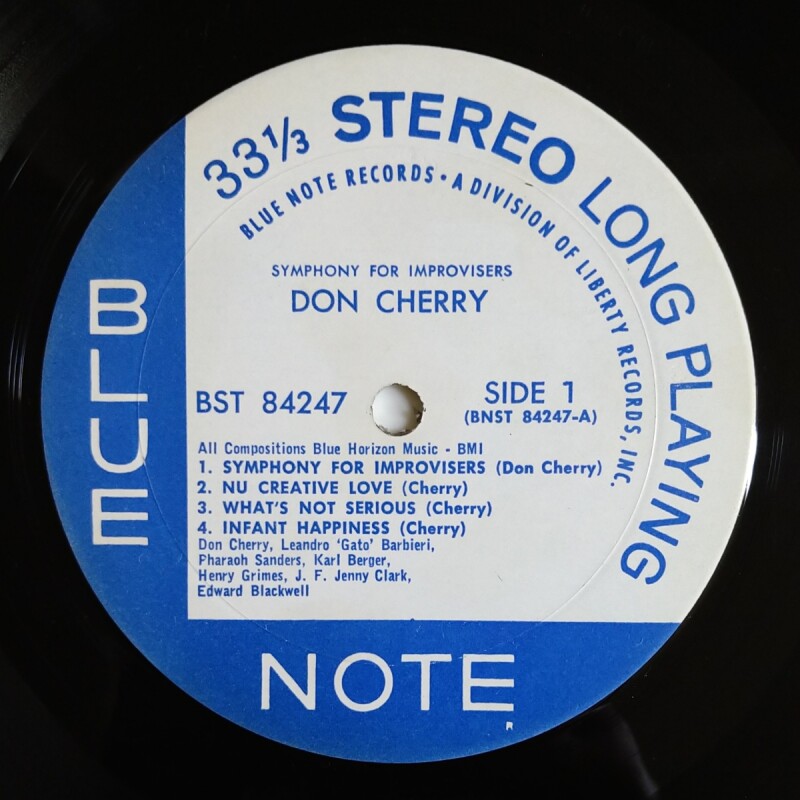 33⅓ STEREO LONG PLAYING
BLUE NOTE RECORDS • A DIVISION OF LIBERTY RECORDS, INC.
SYMPHONY FOR IMPROVISERS
DON CHERRY
BST 84247
SIDE 1
(BNST 84247-A)
All Compositions Blue Horizon Music - BMI
1. SYMPHONY FOR IMPROVISERS (Don Cherry)
2. NU CREATIVE LOVE (Cherry)
3. WHAT'S NOT SERIOUS (Cherry)
4. INFANT HAPPINESS (Cherry)
Don Cherry, Leandro 'Gato' Barbieri,
Pharaoh Sanders, Karl Berger,
Henry Grimes, J. F. Jenny Clark,
Edward Blackwell
BLUE
NOTE
R